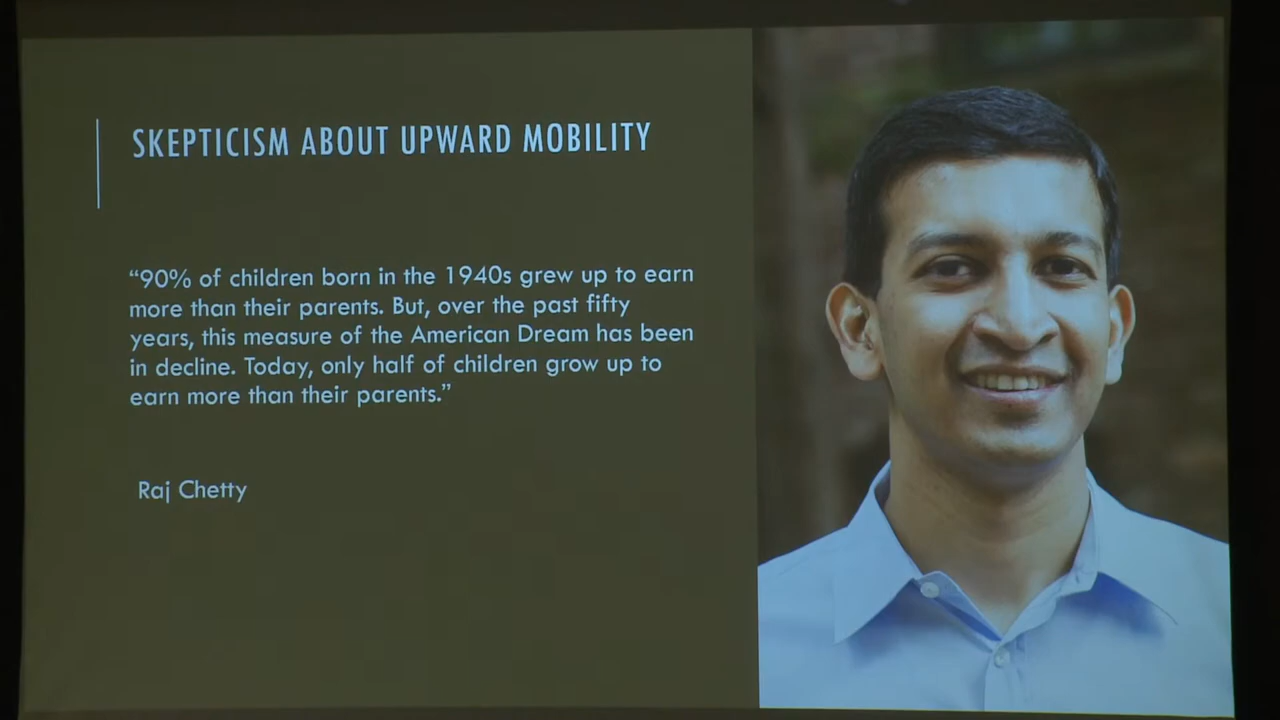 SKEPTICISM ABOUT UPWARD MOBILITY
“90% of children born in the 1940s grew up to earn
more than their parents. But, over the past fifty
years, this measure of the American Dream has been
in decline. Today, only half of children grow up to
earn more than their parents.”
Raj Chetty